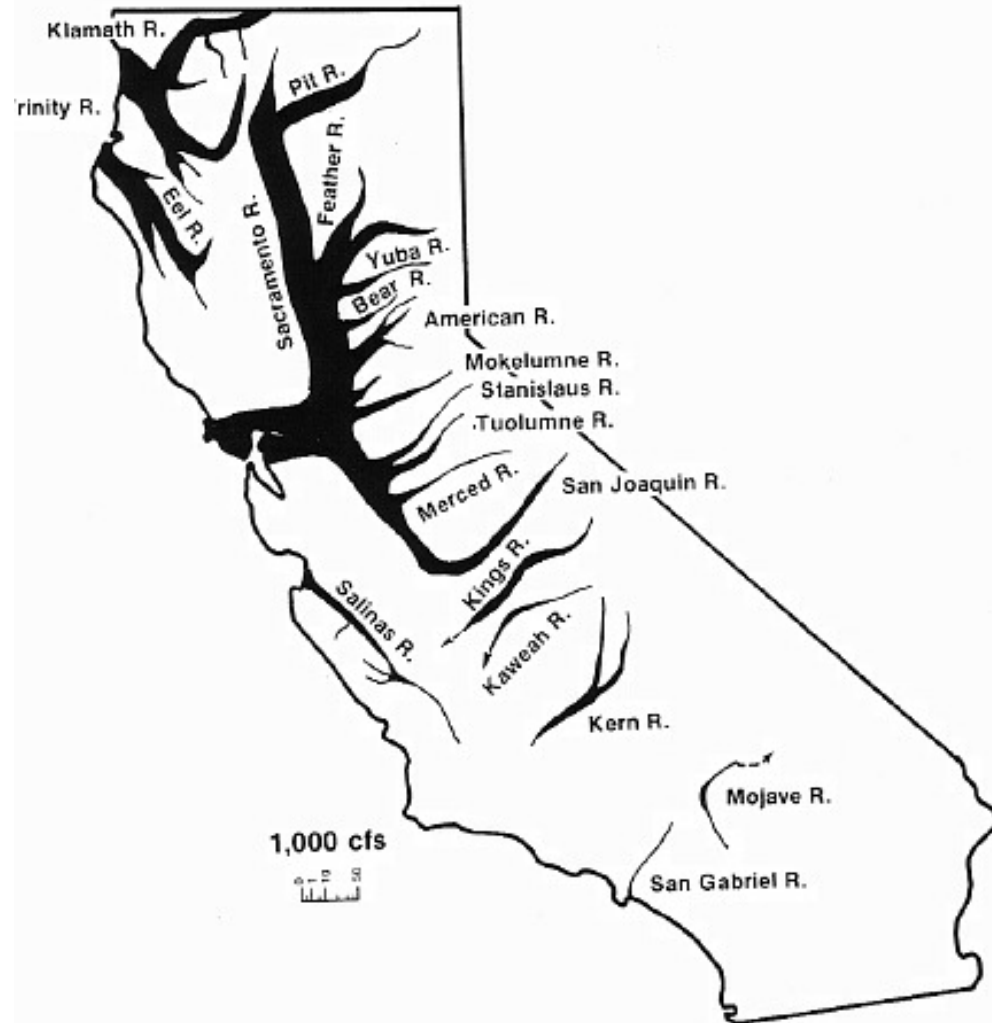 Klamath R.
Pit R.
rinity R.
Feather R.
Eel R.
Sacramento R.
Yuba R.
Bear R.
American R.
Mokelumne R.
Stanislaus R.
Tuolumne R.
Merced R.
San Joaquin R.
Kings R.
Salinas R.
Kaweah R.
Kern R.
Mojave R.
1,000 cfs
San Gabriel R.